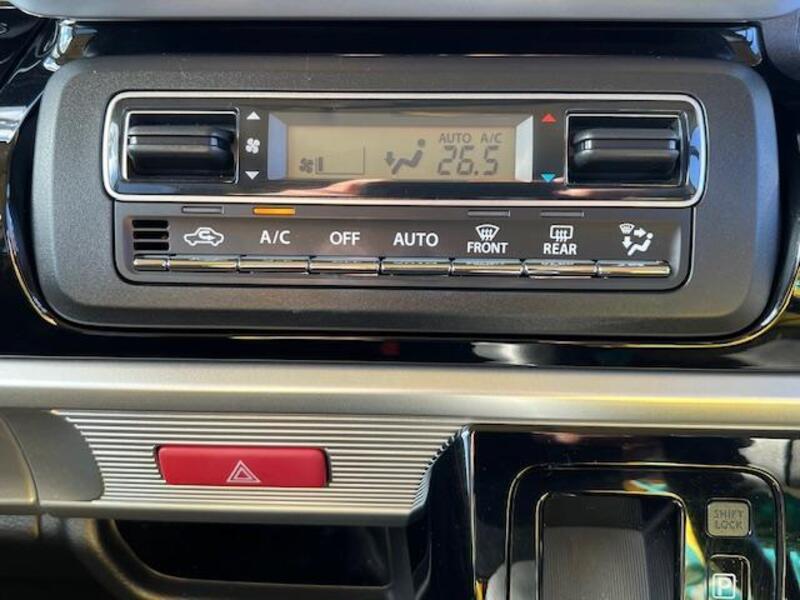 AUTO A/C
26.5
A/C OFF AUTO FRONT REAR
SHIFT
LOCK
P